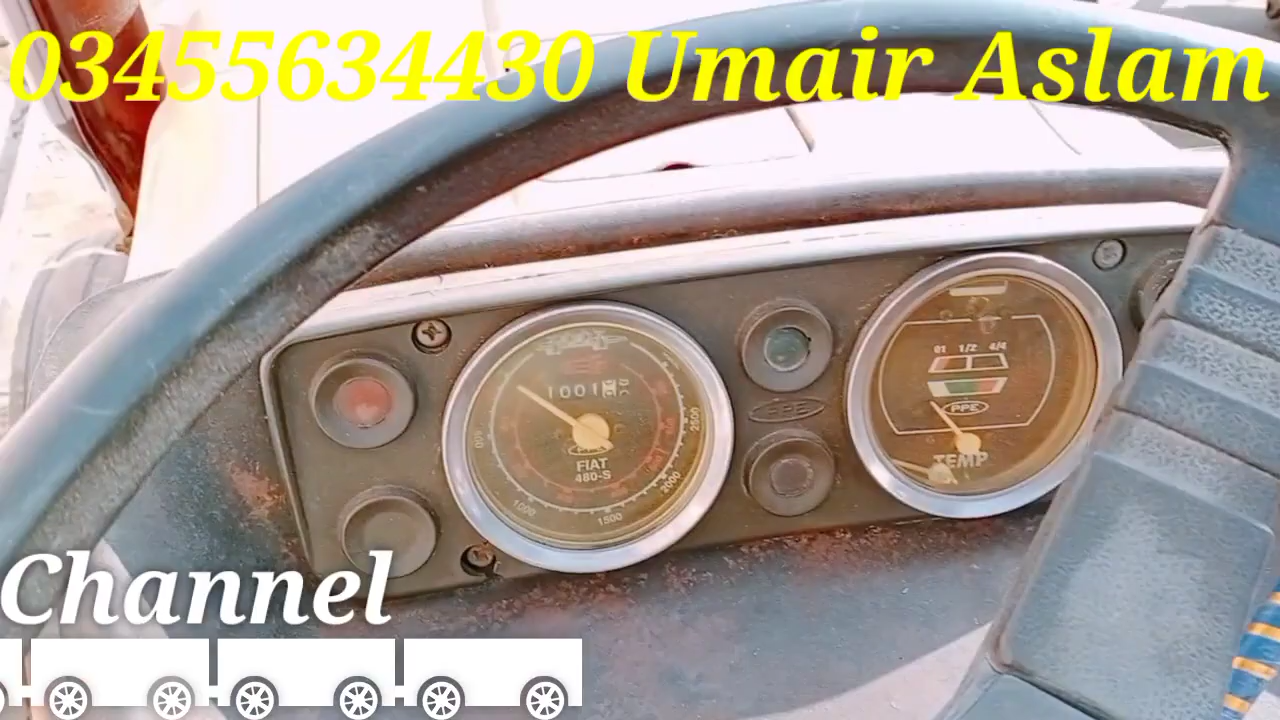 03455634430 Umair Aslam
1001
FIAT
480-S
1000
1500
2000
2500
PPE
01 1/2 4/4
PPE
TEMP
Channel